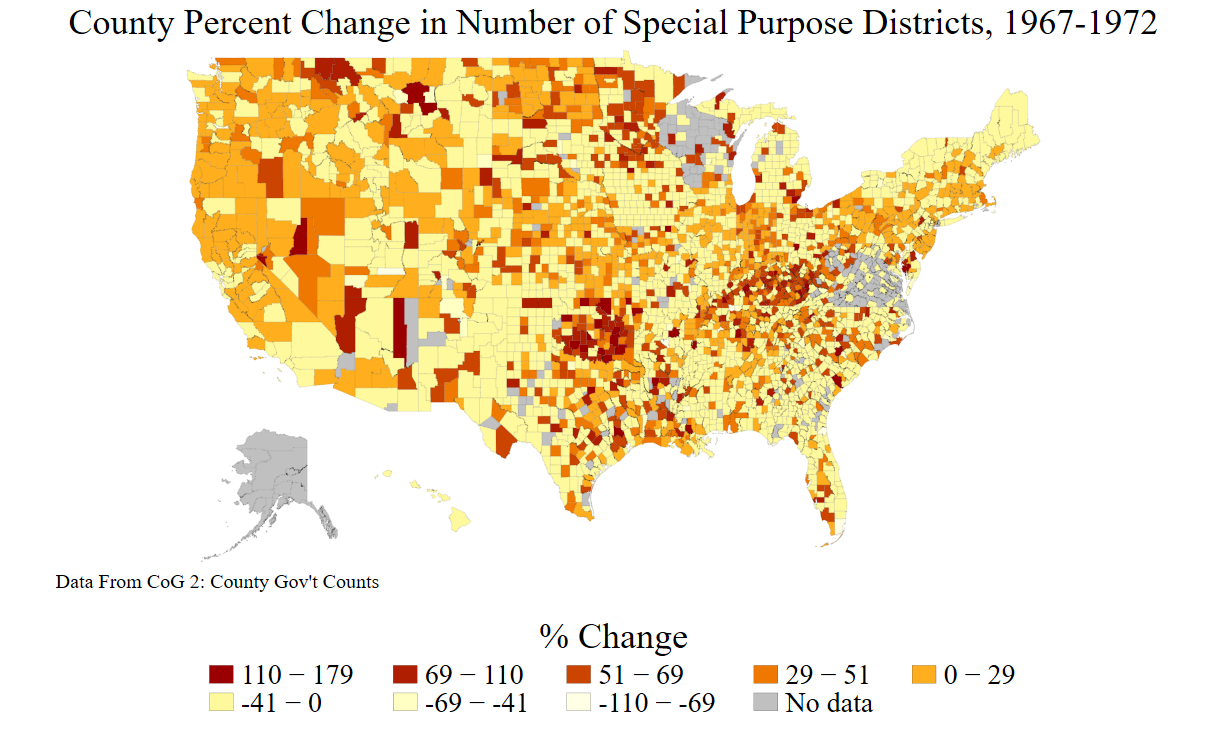 County Percent Change in Number of Special Purpose Districts, 1967-1972
Data From CoG 2: County Gov't Counts
% Change
110 − 179 69 − 110 51 − 69 29 − 51 0 − 29
-41 − 0 -69 − -41 -110 − -69 No data